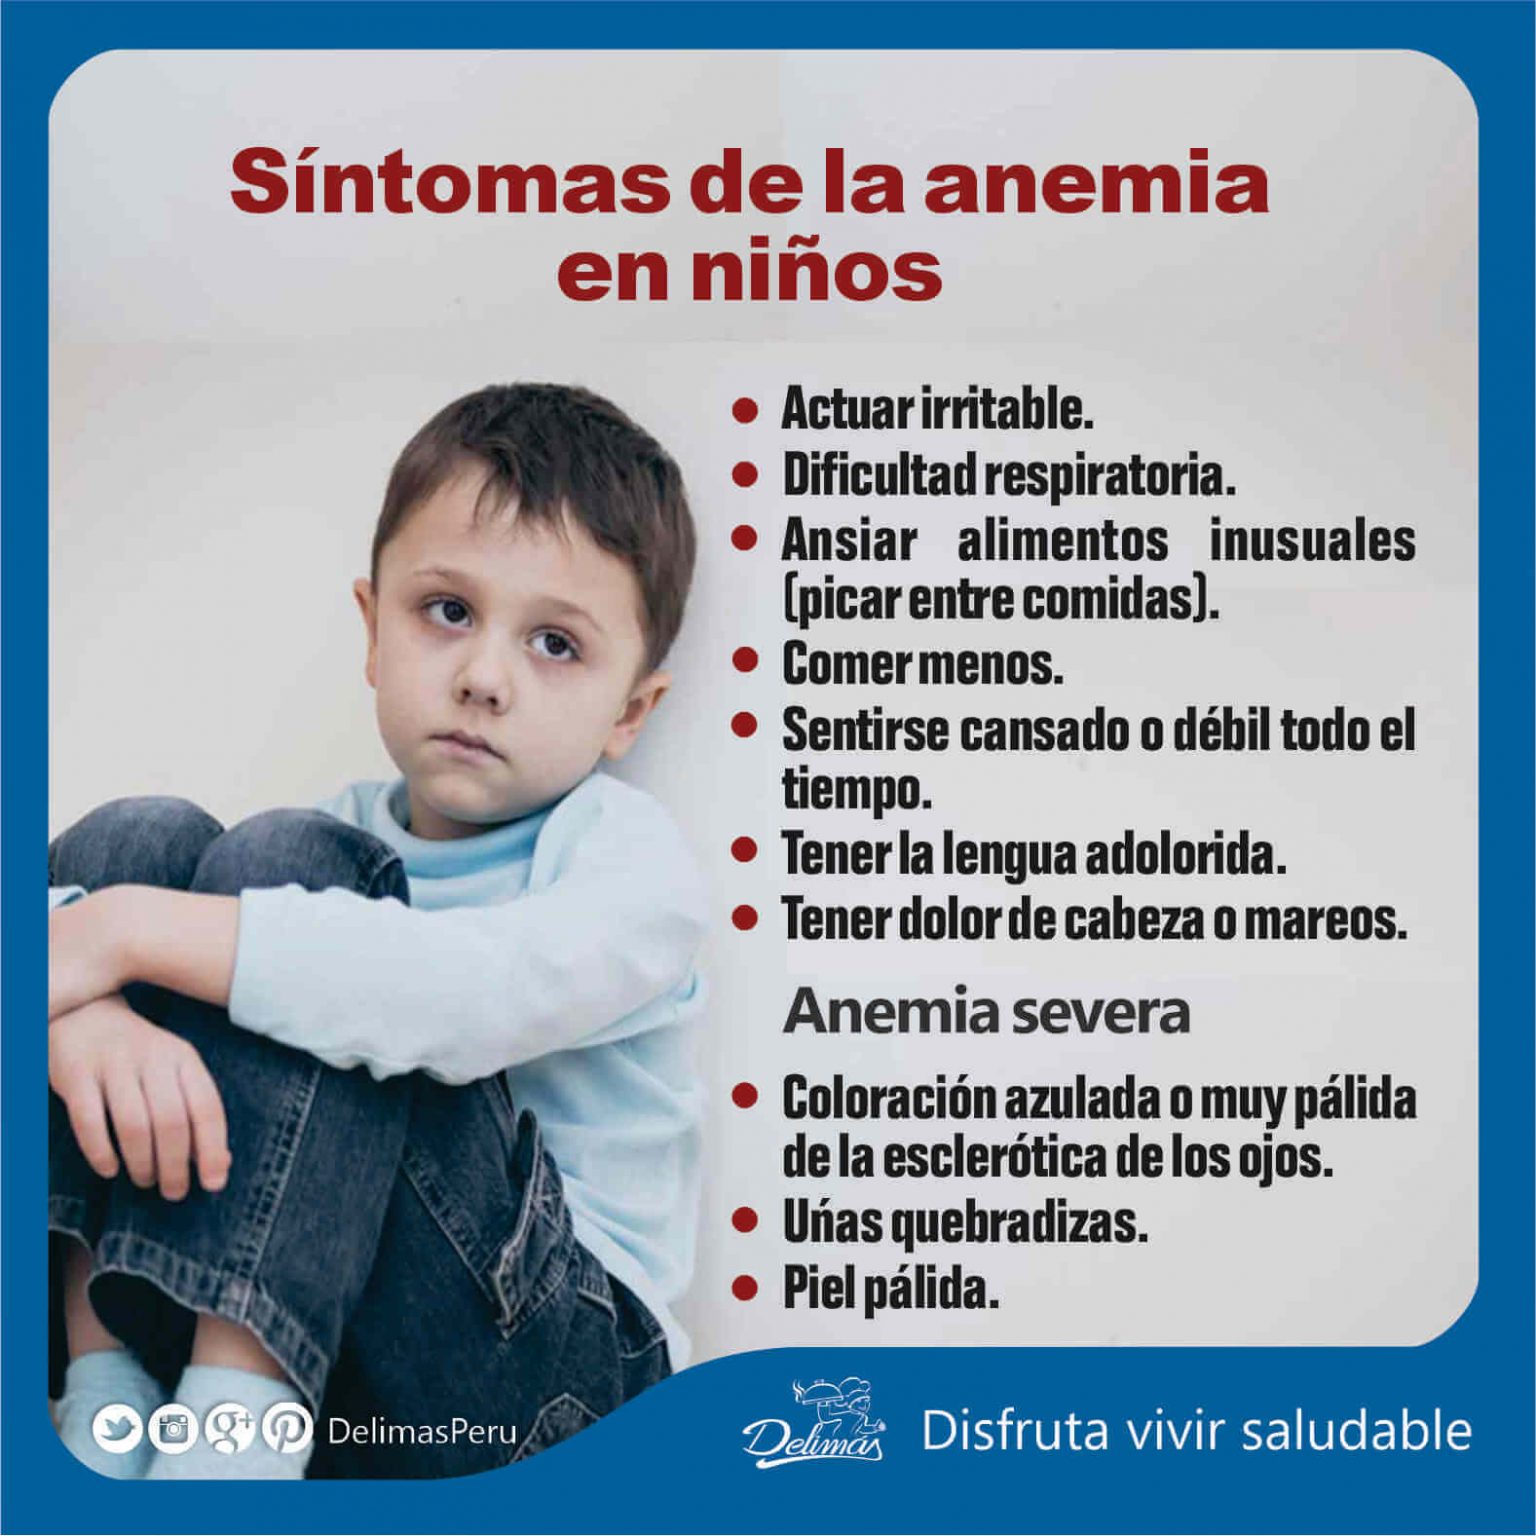 Síntomas de la anemia
en niños
Actuar irritable.
Dificultad respiratoria.
Ansiar alimentos inusuales
(picar entre comidas).
Comer menos.
Sentirse cansado o débil todo el
tiempo.
Tener la lengua adolorida.
Tener dolor de cabeza o mareos.
Anemia severa
Coloración azulada o muy pálida
de la esclerótica de los ojos.
Uńas quebradizas.
Piel pálida.
DelimasPeru
Delimás
Disfruta vivir saludable